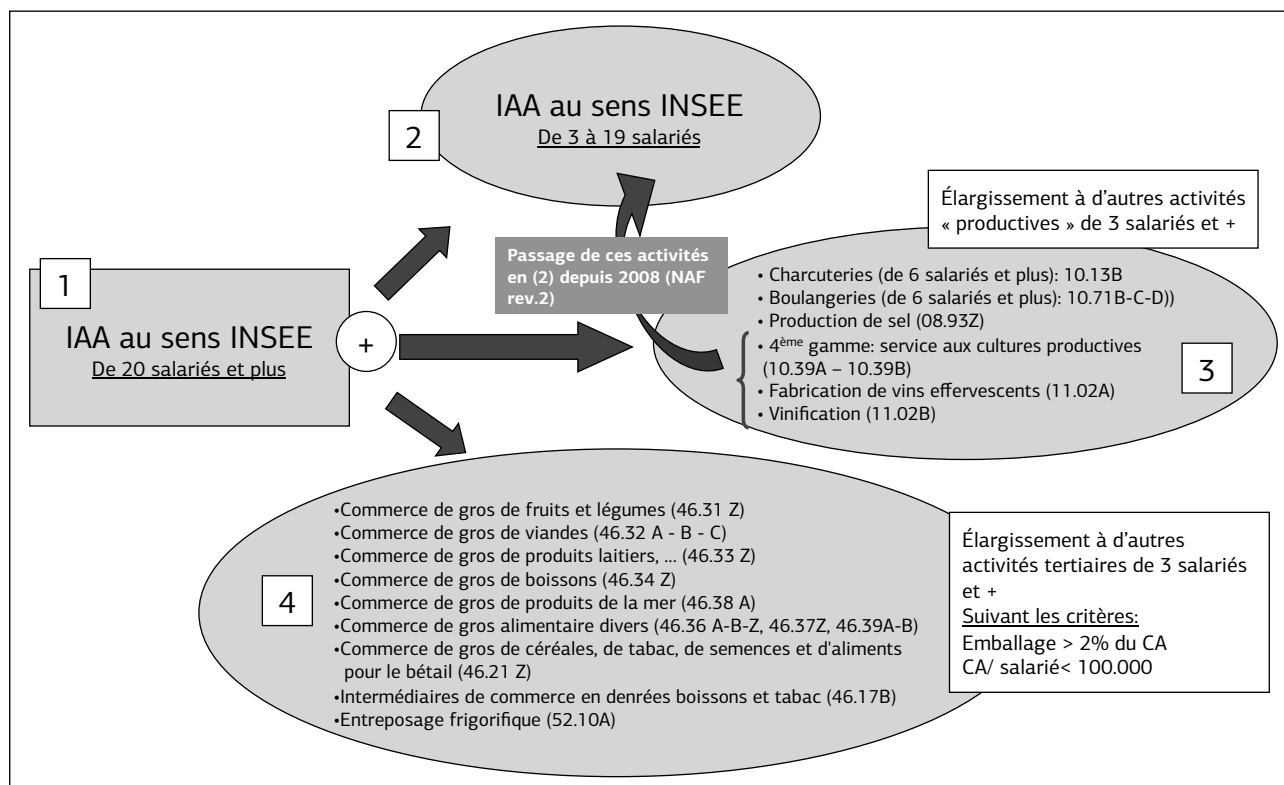 1
IAA au sens INSEE
De 20 salariés et plus
+
2
IAA au sens INSEE
De 3 à 19 salariés
Passage de ces activités
en (2) depuis 2008 (NAF
rev.2)
Élargissement à d'autres activités
« productives » de 3 salariés et +
• Charcuteries (de 6 salariés et plus): 10.13B
• Boulangeries (de 6 salariés et plus): 10.71B-C-D))
• Production de sel (08.93Z)
• 4ème gamme: service aux cultures productives
(10.39A – 10.39B)
• Fabrication de vins effervescents (11.02A)
• Vinification (11.02B)
3
4
•Commerce de gros de fruits et légumes (46.31 Z)
•Commerce de gros de viandes (46.32 A - B - C)
•Commerce de gros de produits laitiers, ... (46.33 Z)
•Commerce de gros de boissons (46.34 Z)
•Commerce de gros de produits de la mer (46.38 A)
•Commerce de gros alimentaire divers (46.36 A-B-Z, 46.37Z, 46.39A-B)
•Commerce de gros de céréales, de tabac, de semences et d'aliments
pour le bétail (46.21 Z)
•Intermédiaires de commerce en denrées boissons et tabac (46.17B)
•Entreposage frigorifique (52.10A)
Élargissement à d'autres
activités tertiaires de 3 salariés
et +
Suivant les critères:
Emballage > 2% du CA
CA/ salarié< 100.000